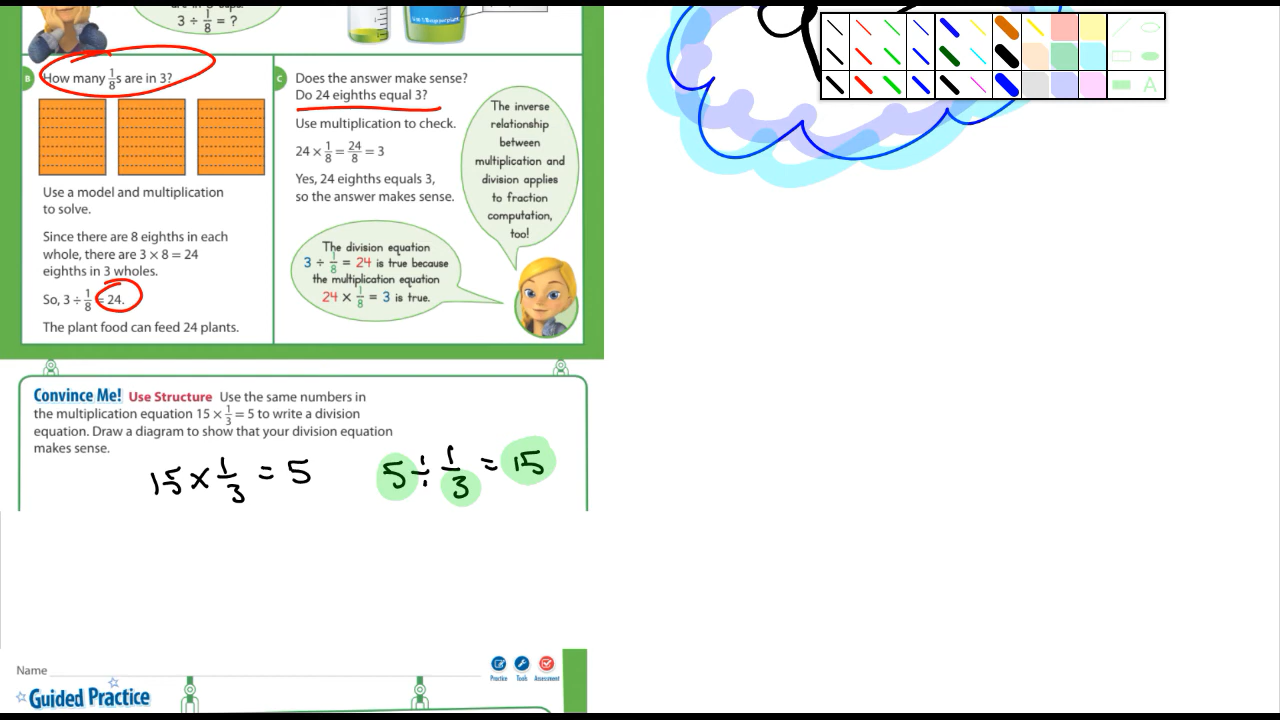 3 ÷ 1/8 = ?
B
How many 1/8s are in 3?
Use a model and multiplication
to solve.
Since there are 8 eighths in each
whole, there are 3 × 8 = 24
eighths in 3 wholes.
So, 3 ÷ 1/8 = 24.
The plant food can feed 24 plants.
C
Does the answer make sense?
Do 24 eighths equal 3?
Use multiplication to check.
24 × 1/8 = 24/8 = 3
Yes, 24 eighths equals 3,
so the answer makes sense.
The inverse
relationship
between
multiplication and
division applies
to fraction
computation,
too!
The division equation
3 ÷ 1/8 = 24 is true because
the multiplication equation
24 × 1/8 = 3 is true.
Convince Me! Use Structure Use the same numbers in
the multiplication equation 15 × 1/3 = 5 to write a division
equation. Draw a diagram to show that your division equation
makes sense.
15 × 1/3 = 5
5 ÷ 1/3 = 15
Name
Practice Tools Assessment
Guided Practice
A